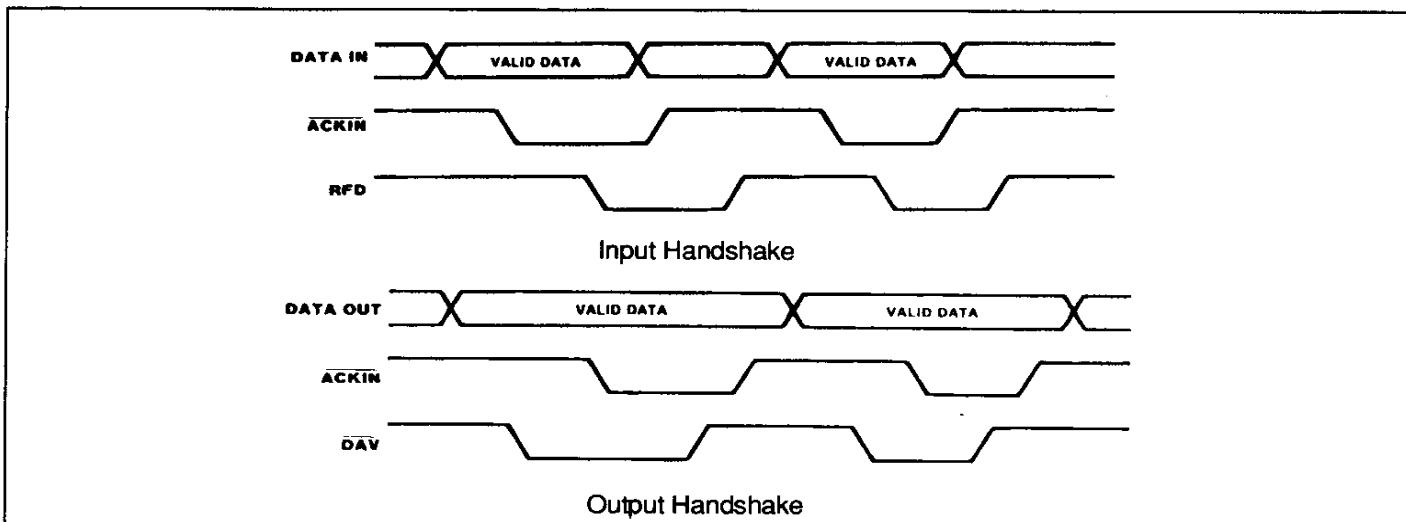 DATA IN VALID DATA VALID DATA
ACKIN
RFD
Input Handshake
DATA OUT VALID DATA VALID DATA
ACKIN
DAV
Output Handshake